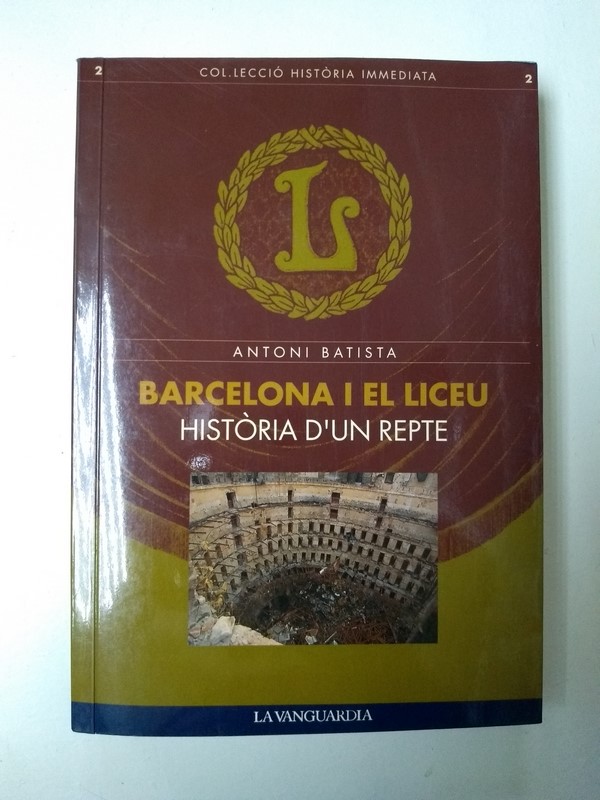 2
COL.LECCIÓ HISTÒRIA IMMEDIATA
2
L
ANTONI BATISTA
BARCELONA I EL LICEU
HISTÒRIA D'UN REPTE
LA VANGUARDIA